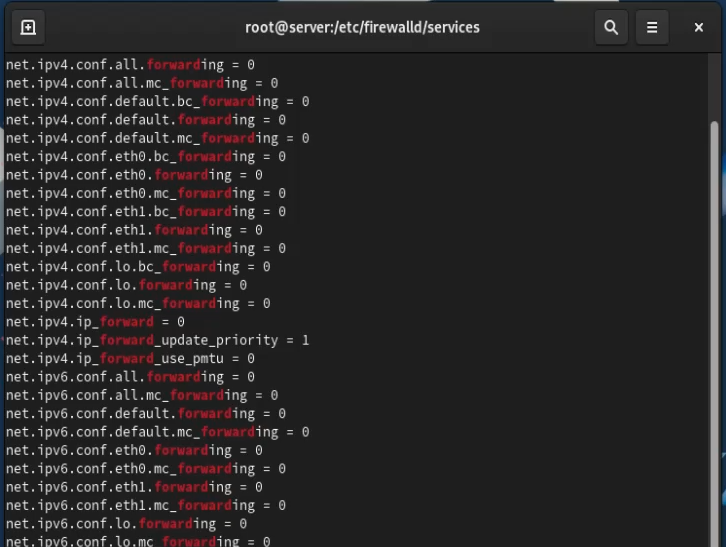 root@server:/etc/firewalld/services
net.ipv4.conf.all.forwarding = 0
net.ipv4.conf.all.mc_forwarding = 0
net.ipv4.conf.default.bc_forwarding = 0
net.ipv4.conf.default.forwarding = 0
net.ipv4.conf.default.mc_forwarding = 0
net.ipv4.conf.eth0.bc_forwarding = 0
net.ipv4.conf.eth0.forwarding = 0
net.ipv4.conf.eth0.mc_forwarding = 0
net.ipv4.conf.eth1.bc_forwarding = 0
net.ipv4.conf.eth1.forwarding = 0
net.ipv4.conf.eth1.mc_forwarding = 0
net.ipv4.conf.lo.bc_forwarding = 0
net.ipv4.conf.lo.forwarding = 0
net.ipv4.conf.lo.mc_forwarding = 0
net.ipv4.ip_forward = 0
net.ipv4.ip_forward_update_priority = 1
net.ipv4.ip_forward_use_pmtu = 0
net.ipv6.conf.all.forwarding = 0
net.ipv6.conf.all.mc_forwarding = 0
net.ipv6.conf.default.forwarding = 0
net.ipv6.conf.default.mc_forwarding = 0
net.ipv6.conf.eth0.forwarding = 0
net.ipv6.conf.eth0.mc_forwarding = 0
net.ipv6.conf.eth1.forwarding = 0
net.ipv6.conf.eth1.mc_forwarding = 0
net.ipv6.conf.lo.forwarding = 0
net.ipv6.conf.lo.mc_forwarding = 0